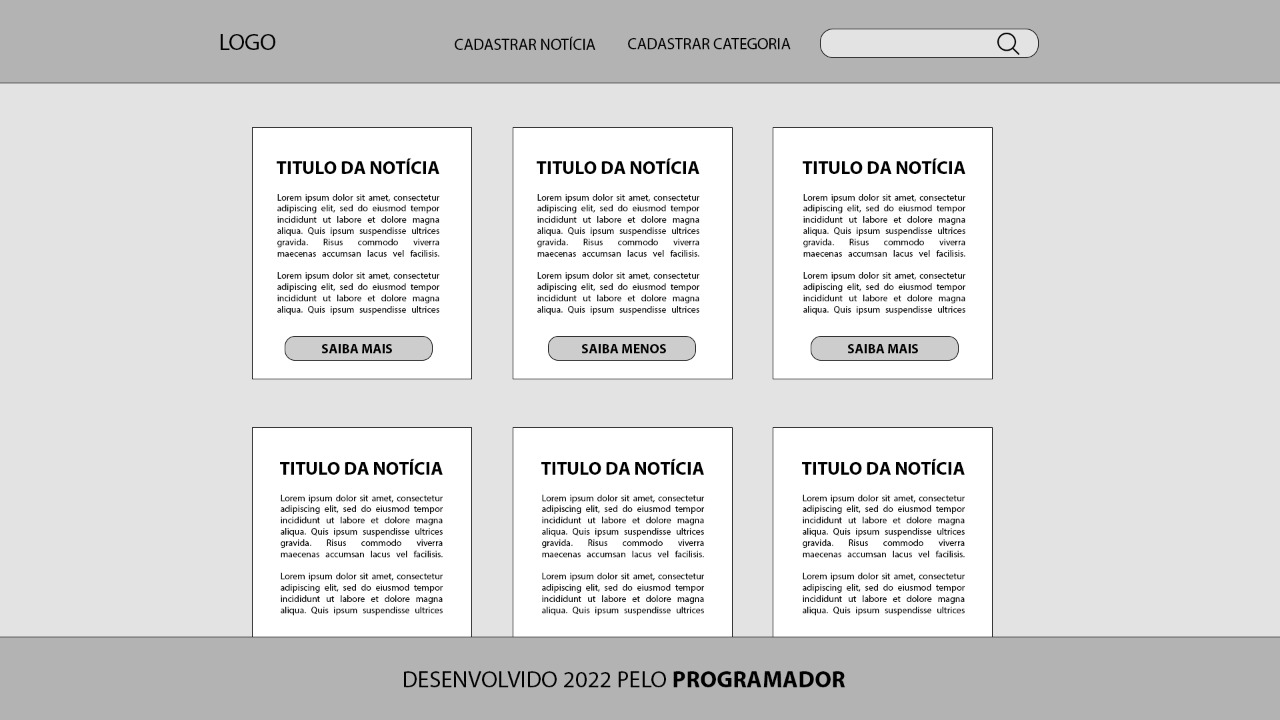 LOGO
CADASTRAR NOTÍCIA
CADASTRAR CATEGORIA
TITULO DA NOTÍCIA
Lorem ipsum dolor sit amet, consectetur
adipiscing elit, sed do eiusmod tempor
incididunt ut labore et dolore magna
aliqua. Quis ipsum suspendisse ultrices
gravida. Risus commodo viverra
maecenas accumsan lacus vel facilisis.
Lorem ipsum dolor sit amet, consectetur
adipiscing elit, sed do eiusmod tempor
incididunt ut labore et dolore magna
aliqua. Quis ipsum suspendisse ultrices
SAIBA MAIS
TITULO DA NOTÍCIA
Lorem ipsum dolor sit amet, consectetur
adipiscing elit, sed do eiusmod tempor
incididunt ut labore et dolore magna
aliqua. Quis ipsum suspendisse ultrices
gravida. Risus commodo viverra
maecenas accumsan lacus vel facilisis.
Lorem ipsum dolor sit amet, consectetur
adipiscing elit, sed do eiusmod tempor
incididunt ut labore et dolore magna
aliqua. Quis ipsum suspendisse ultrices
SAIBA MENOS
TITULO DA NOTÍCIA
Lorem ipsum dolor sit amet, consectetur
adipiscing elit, sed do eiusmod tempor
incididunt ut labore et dolore magna
aliqua. Quis ipsum suspendisse ultrices
gravida. Risus commodo viverra
maecenas accumsan lacus vel facilisis.
Lorem ipsum dolor sit amet, consectetur
adipiscing elit, sed do eiusmod tempor
incididunt ut labore et dolore magna
aliqua. Quis ipsum suspendisse ultrices
SAIBA MAIS
TITULO DA NOTÍCIA
Lorem ipsum dolor sit amet, consectetur
adipiscing elit, sed do eiusmod tempor
incididunt ut labore et dolore magna
aliqua. Quis ipsum suspendisse ultrices
gravida. Risus commodo viverra
maecenas accumsan lacus vel facilisis.
Lorem ipsum dolor sit amet, consectetur
adipiscing elit, sed do eiusmod tempor
incididunt ut labore et dolore magna
aliqua. Quis ipsum suspendisse ultrices
TITULO DA NOTÍCIA
Lorem ipsum dolor sit amet, consectetur
adipiscing elit, sed do eiusmod tempor
incididunt ut labore et dolore magna
aliqua. Quis ipsum suspendisse ultrices
gravida. Risus commodo viverra
maecenas accumsan lacus vel facilisis.
Lorem ipsum dolor sit amet, consectetur
adipiscing elit, sed do eiusmod tempor
incididunt ut labore et dolore magna
aliqua. Quis ipsum suspendisse ultrices
TITULO DA NOTÍCIA
Lorem ipsum dolor sit amet, consectetur
adipiscing elit, sed do eiusmod tempor
incididunt ut labore et dolore magna
aliqua. Quis ipsum suspendisse ultrices
gravida. Risus commodo viverra
maecenas accumsan lacus vel facilisis.
Lorem ipsum dolor sit amet, consectetur
adipiscing elit, sed do eiusmod tempor
incididunt ut labore et dolore magna
aliqua. Quis ipsum suspendisse ultrices
DESENVOLVIDO 2022 PELO PROGRAMADOR